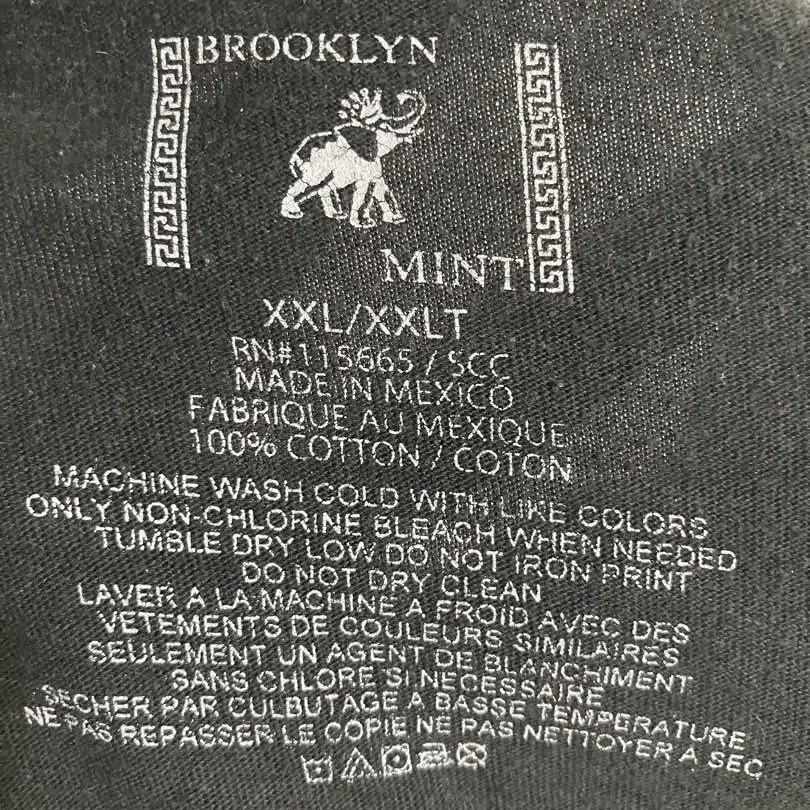 BROOKLYN
MINT
XXL/XXLT
RN#115665 / SCC
MADE IN MEXICO
FABRIQUE AU MEXIQUE
100% COTTON / COTON
MACHINE WASH COLD WITH LIKE COLORS
ONLY NON-CHLORINE BLEACH WHEN NEEDED
TUMBLE DRY LOW DO NOT IRON PRINT
DO NOT DRY CLEAN
LAVER A LA MACHINE A FROID AVEC DES
VETEMENTS DE COULEURS SIMILAIRES
SEULEMENT UN AGENT DE BLANCHIMENT
SANS CHLORE SI NECESSAIRE
SECHER PAR CULBUTAGE A BASSE TEMPERATURE
NE PAS REPASSER LE COPIE NE PAS NETTOYER A SEC